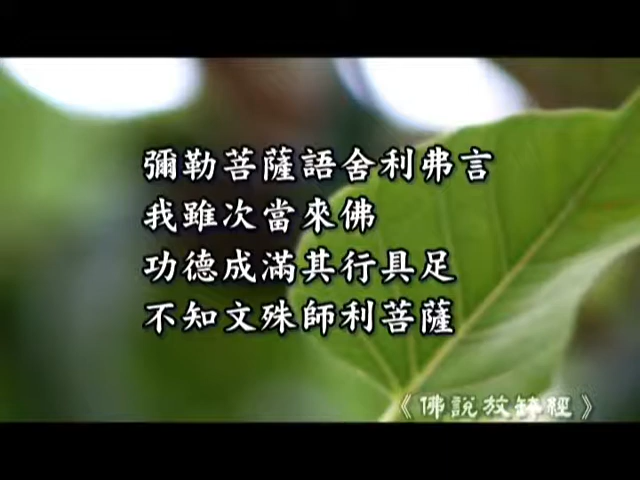 彌勒菩薩語舍利弗言
我雖次當來佛
功德成滿其行具足
不知文殊師利菩薩
《佛說放缽經》